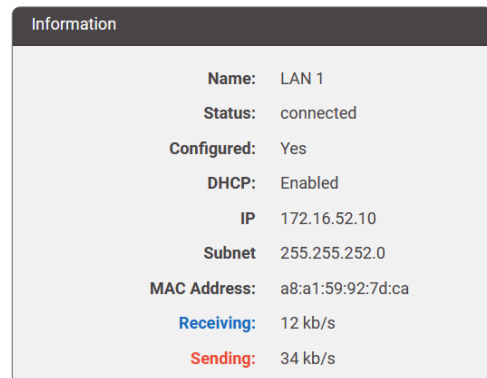 Information
Name: LAN 1
Status: connected
Configured: Yes
DHCP: Enabled
IP 172.16.52.10
Subnet 255.255.252.0
MAC Address: a8:a1:59:92:7d:ca
Receiving: 12 kb/s
Sending: 34 kb/s